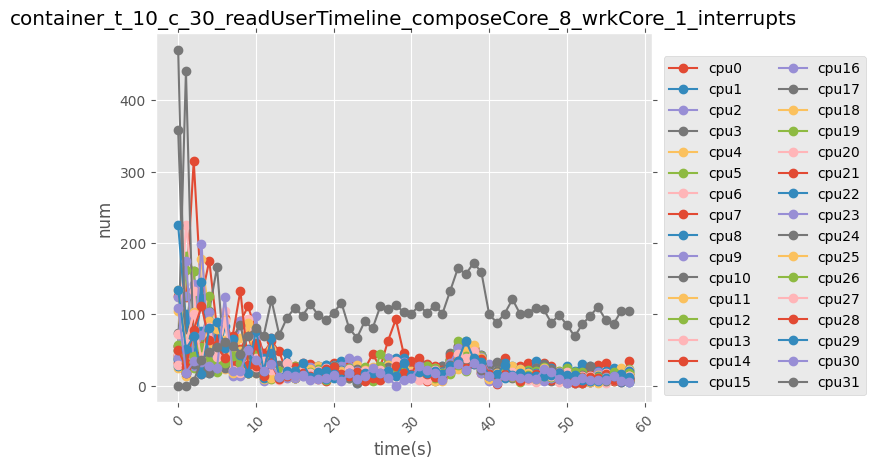 container_t_10_c_30_readUserTimeline_composeCore_8_wrkCore_1_interrupts
num
400
300
200
100
0
0
10
20
30
40
50
60
time(s)
cpu0
cpu1
cpu2
cpu3
cpu4
cpu5
cpu6
cpu7
cpu8
cpu9
cpu10
cpu11
cpu12
cpu13
cpu14
cpu15
cpu16
cpu17
cpu18
cpu19
cpu20
cpu21
cpu22
cpu23
cpu24
cpu25
cpu26
cpu27
cpu28
cpu29
cpu30
cpu31